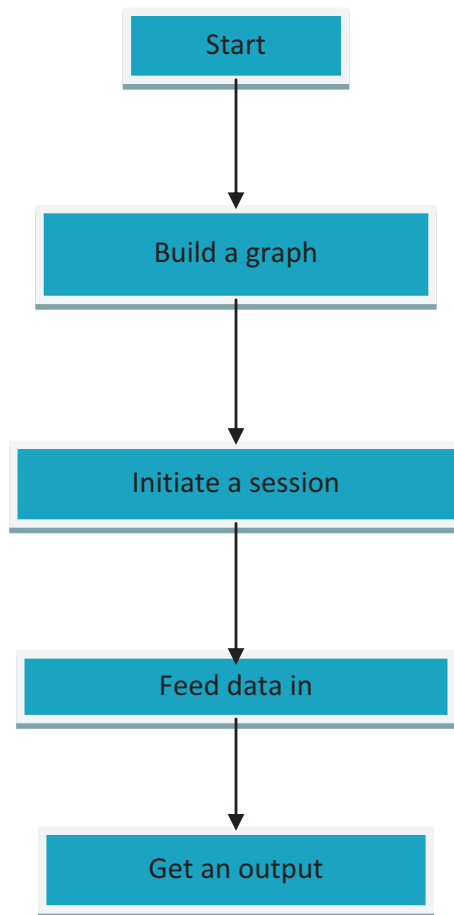 Start
Build a graph
Initiate a session
Feed data in
Get an output